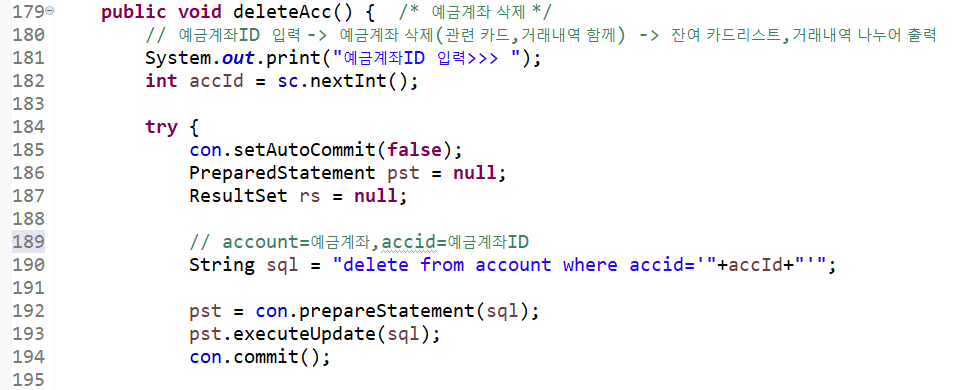 179 public void deleteAcc() { /* 예금계좌 삭제 */
180 // 예금계좌ID 입력 -> 예금계좌 삭제(관련 카드,거래내역 함께) -> 잔여 카드리스트,거래내역 나누어 출력
181 System.out.print("예금계좌ID 입력>>> ");
182 int accId = sc.nextInt();
183
184 try {
185 con.setAutoCommit(false);
186 PreparedStatement pst = null;
187 ResultSet rs = null;
188
189 // account=예금계좌,accid=예금계좌ID
190 String sql = "delete from account where accid='"+accId+"'";
191
192 pst = con.prepareStatement(sql);
193 pst.executeUpdate(sql);
194 con.commit();
195